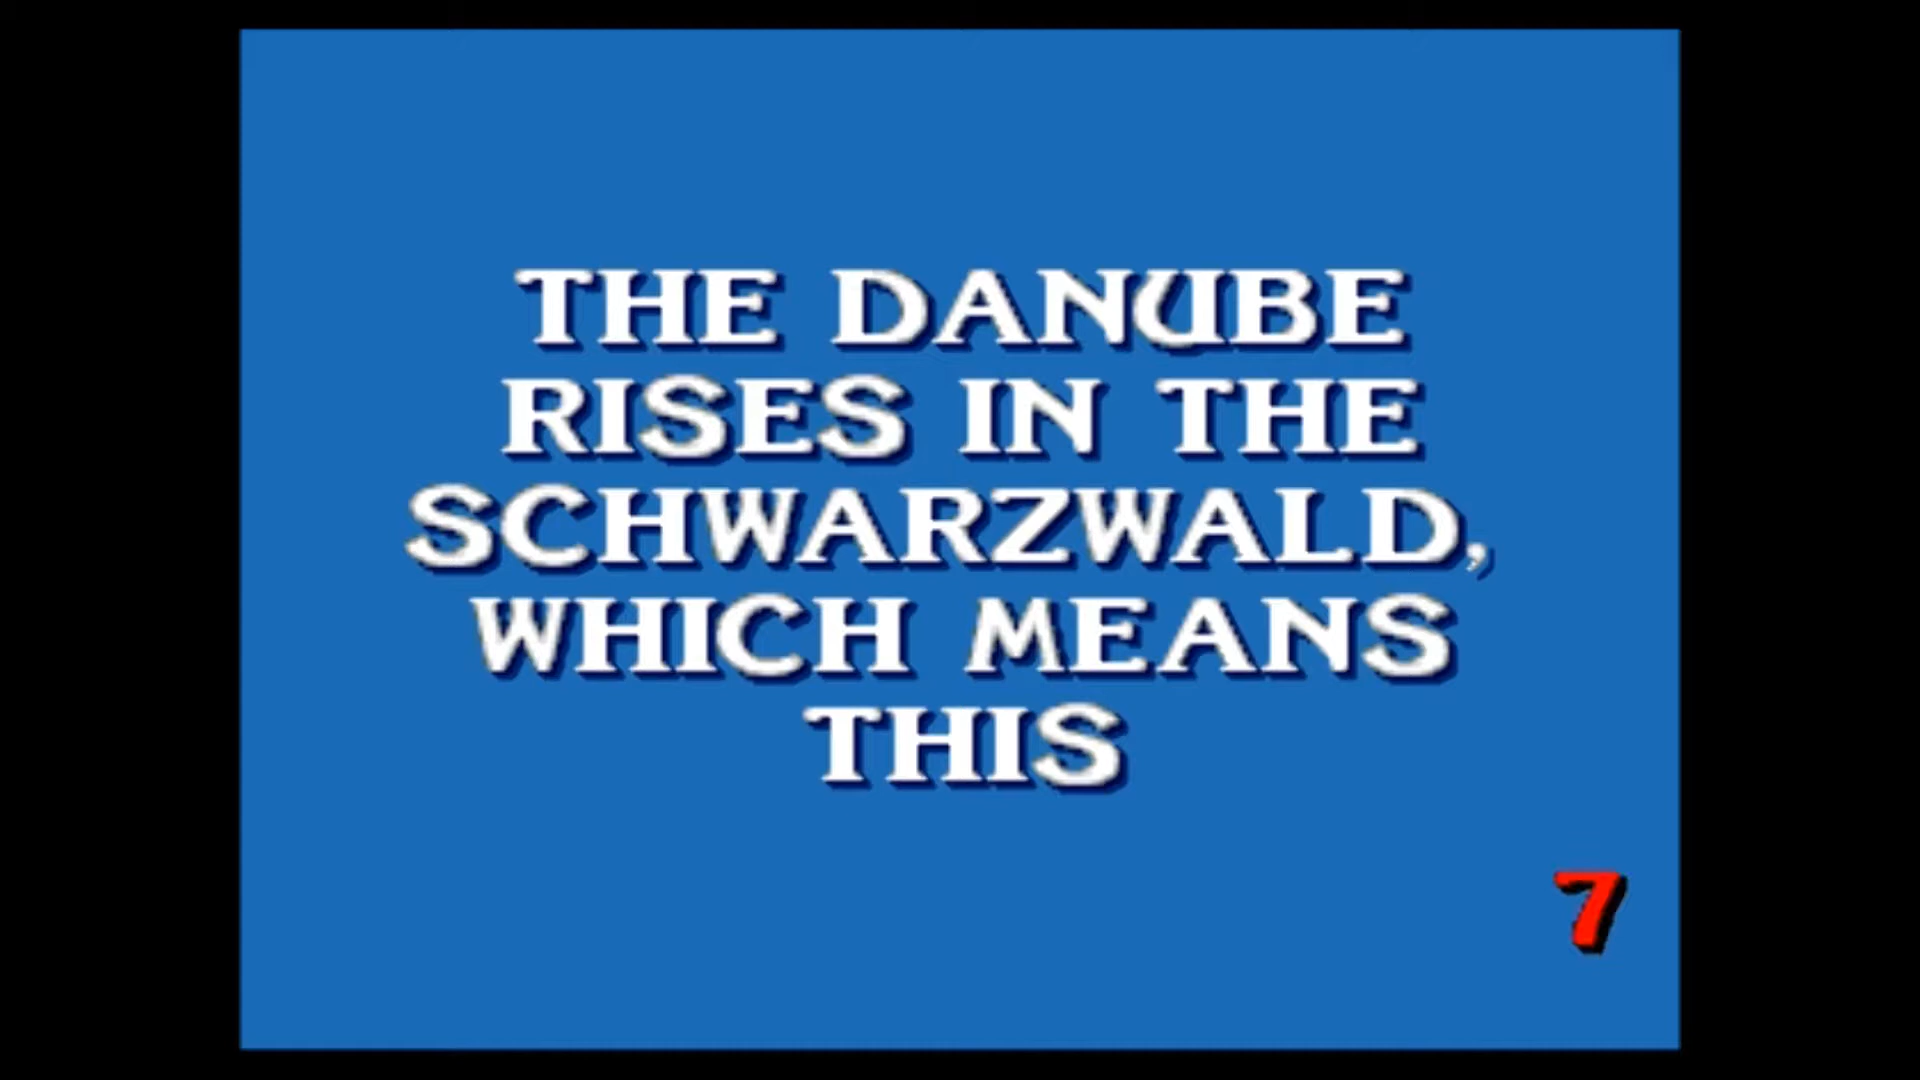 THE DANUBE
RISES IN THE
SCHWARZWALD,
WHICH MEANS
THIS
7